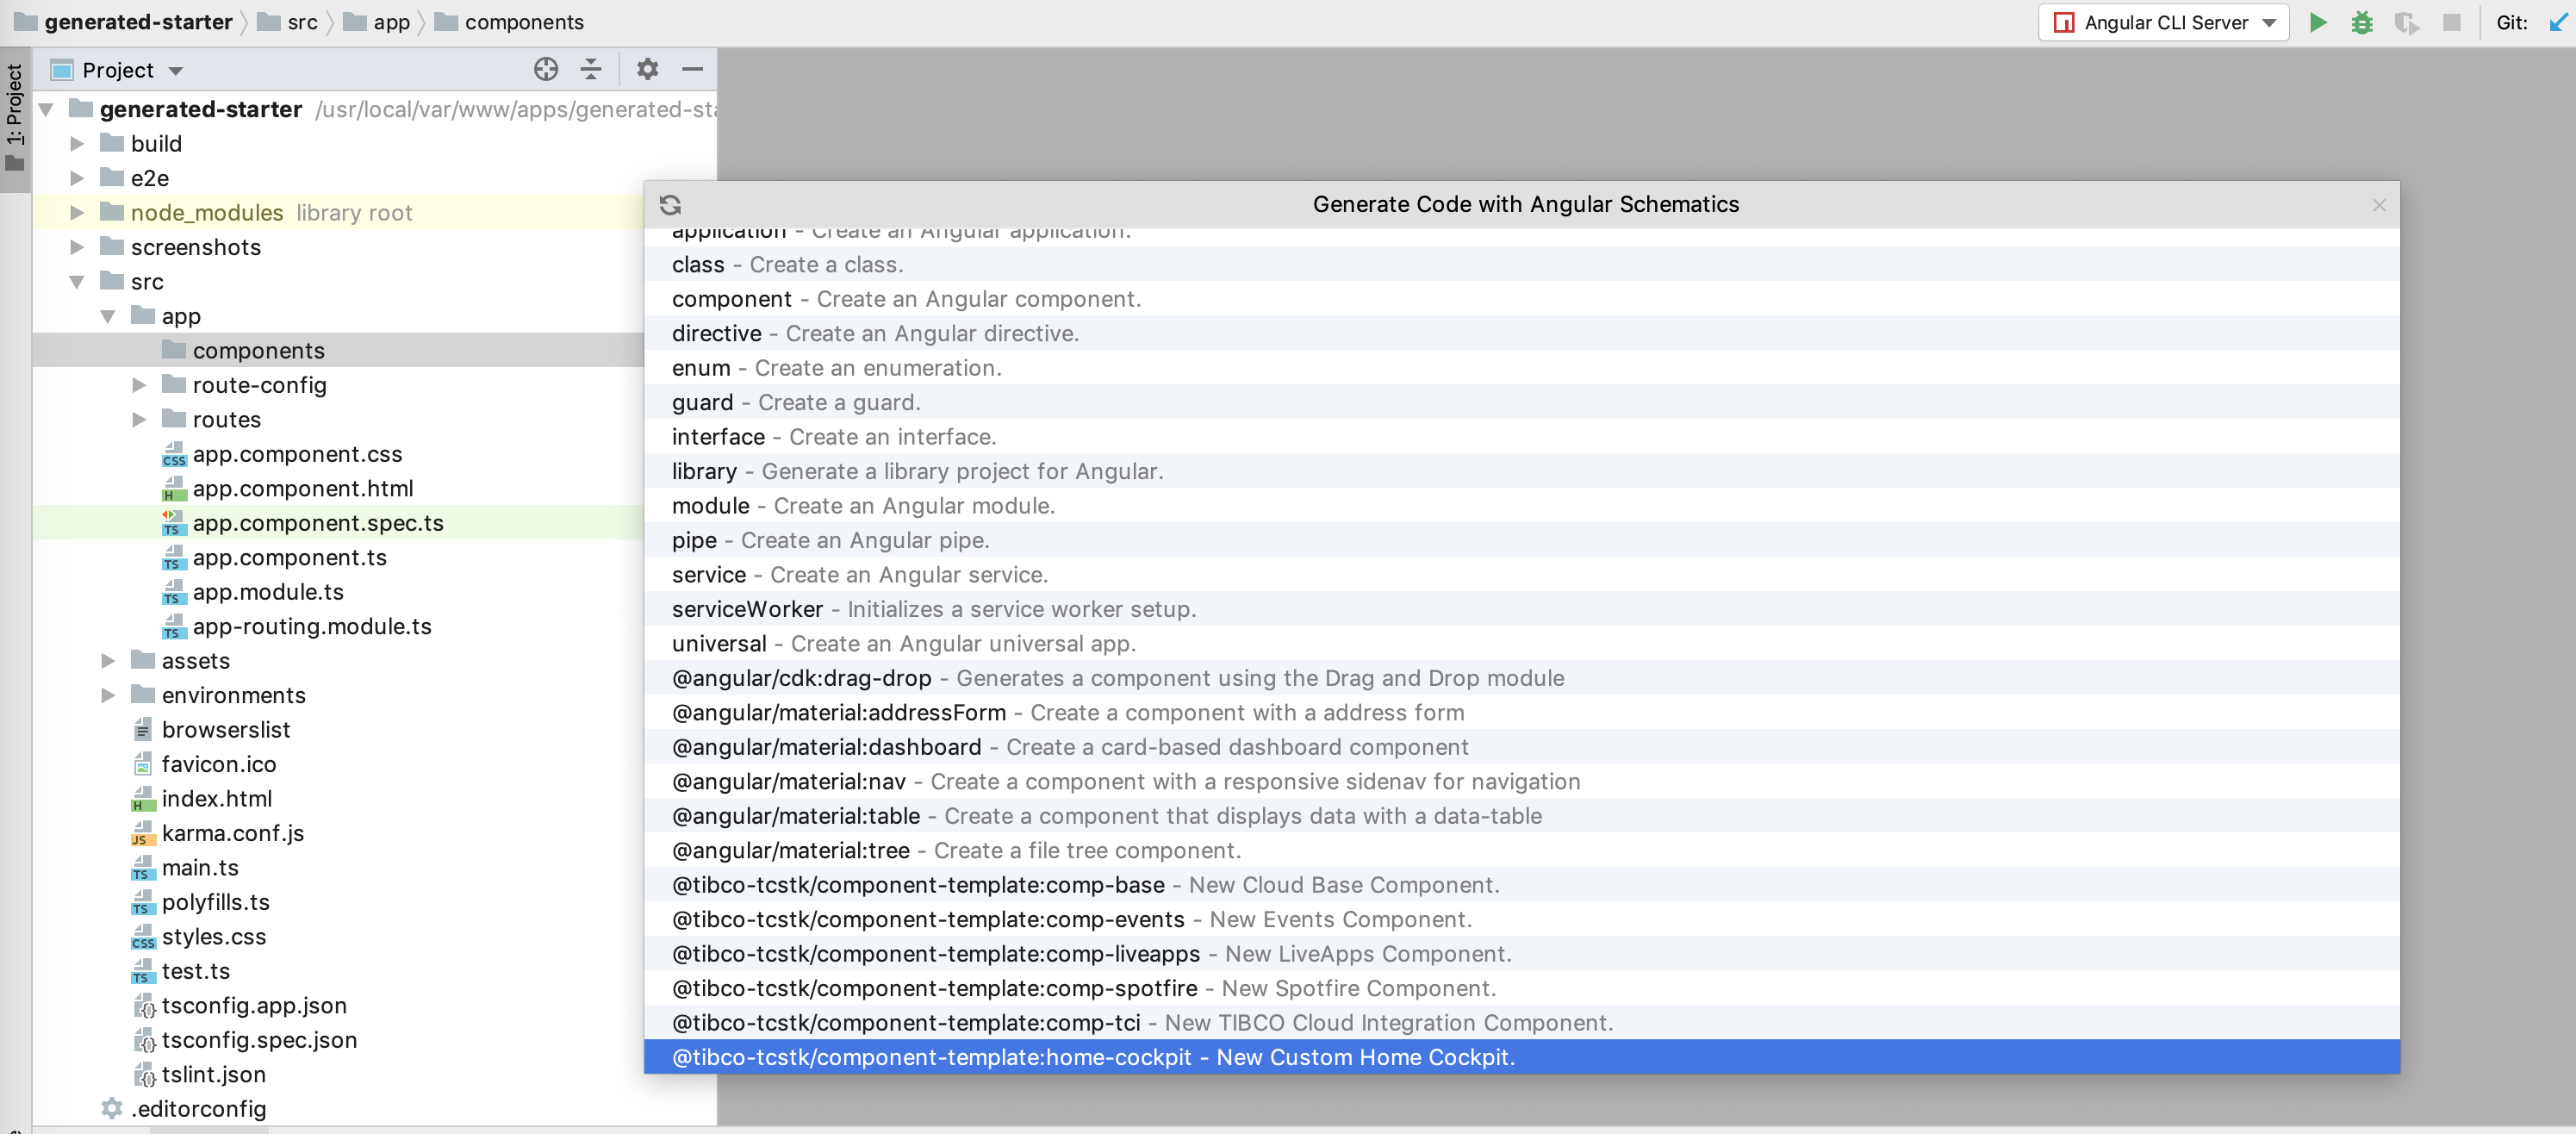 generated-starter src app components
Angular CLI Server Git:
1: Project
Project
generated-starter /usr/local/var/www/apps/generated-sta
build
e2e
node_modules library root
screenshots
src
app
components
route-config
routes
app.component.css
app.component.html
app.component.spec.ts
app.component.ts
app.module.ts
app-routing.module.ts
assets
environments
browserslist
favicon.ico
index.html
karma.conf.js
main.ts
polyfills.ts
styles.css
test.ts
tsconfig.app.json
tsconfig.spec.json
tslint.json
.editorconfig
Generate Code with Angular Schematics
application - Create an Angular application.
class - Create a class.
component - Create an Angular component.
directive - Create an Angular directive.
enum - Create an enumeration.
guard - Create a guard.
interface - Create an interface.
library - Generate a library project for Angular.
module - Create an Angular module.
pipe - Create an Angular pipe.
service - Create an Angular service.
serviceWorker - Initializes a service worker setup.
universal - Create an Angular universal app.
@angular/cdk:drag-drop - Generates a component using the Drag and Drop module
@angular/material:addressForm - Create a component with a address form
@angular/material:dashboard - Create a card-based dashboard component
@angular/material:nav - Create a component with a responsive sidenav for navigation
@angular/material:table - Create a component that displays data with a data-table
@angular/material:tree - Create a file tree component.
@tibco-tcstk/component-template:comp-base - New Cloud Base Component.
@tibco-tcstk/component-template:comp-events - New Events Component.
@tibco-tcstk/component-template:comp-liveapps - New LiveApps Component.
@tibco-tcstk/component-template:comp-spotfire - New Spotfire Component.
@tibco-tcstk/component-template:comp-tci - New TIBCO Cloud Integration Component.
@tibco-tcstk/component-template:home-cockpit - New Custom Home Cockpit.